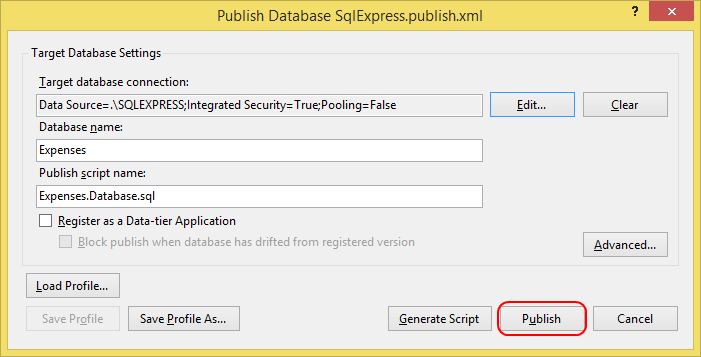 Publish Database SqlExpress.publish.xml
?
Target Database Settings
Target database connection:
Data Source=.\SQLEXPRESS;Integrated Security=True;Pooling=False
Edit...
Clear
Database name:
Expenses
Publish script name:
Expenses.Database.sql
Register as a Data-tier Application
Block publish when database has drifted from registered version
Advanced...
Load Profile...
Save Profile
Save Profile As...
Generate Script
Publish
Cancel